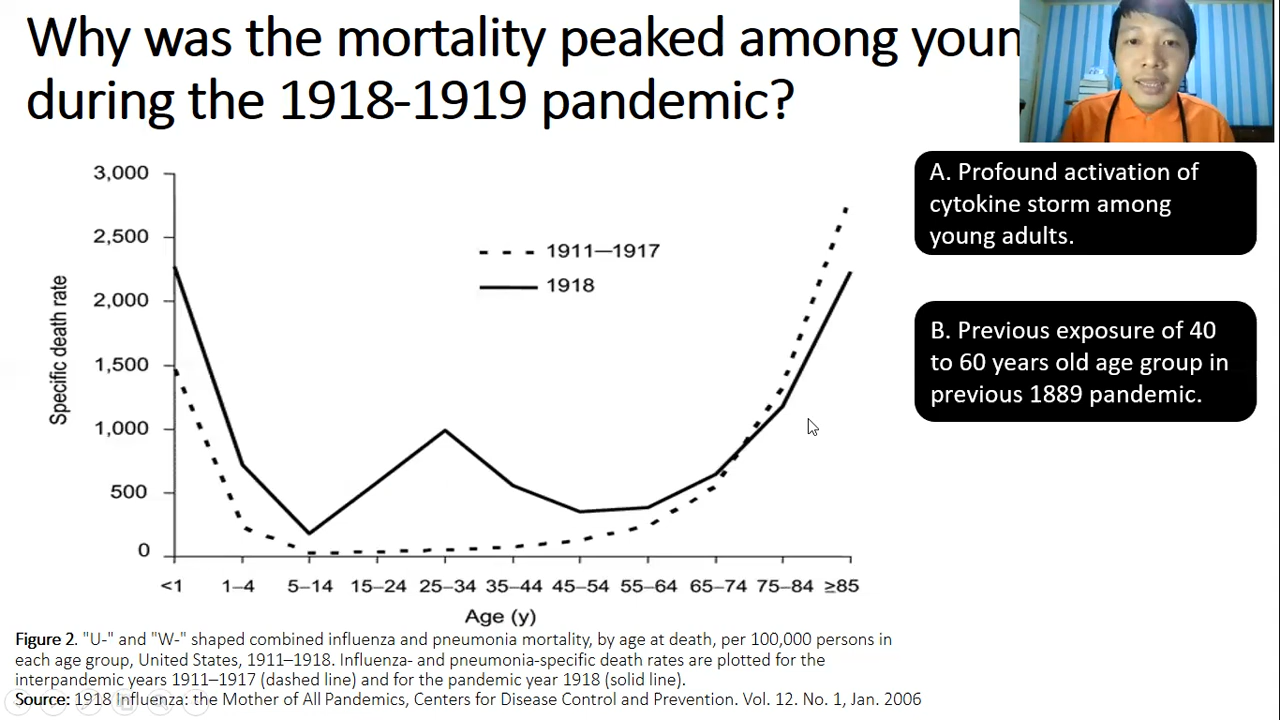 Why was the mortality peaked among youn
during the 1918-1919 pandemic?
A. Profound activation of
cytokine storm among
young adults.
B. Previous exposure of 40
to 60 years old age group in
previous 1889 pandemic.
3,000
2,500
2,000
1,500
1,000
500
0
Specific death rate
1911—1917
1918
<1 1–4 5–14 15–24 25–34 35–44 45–54 55–64 65–74 75–84 ≥85
Age (y)
Figure 2. "U-" and "W-" shaped combined influenza and pneumonia mortality, by age at death, per 100,000 persons in
each age group, United States, 1911–1918. Influenza- and pneumonia-specific death rates are plotted for the
interpandemic years 1911–1917 (dashed line) and for the pandemic year 1918 (solid line).
Source: 1918 Influenza: the Mother of All Pandemics, Centers for Disease Control and Prevention. Vol. 12. No. 1, Jan. 2006